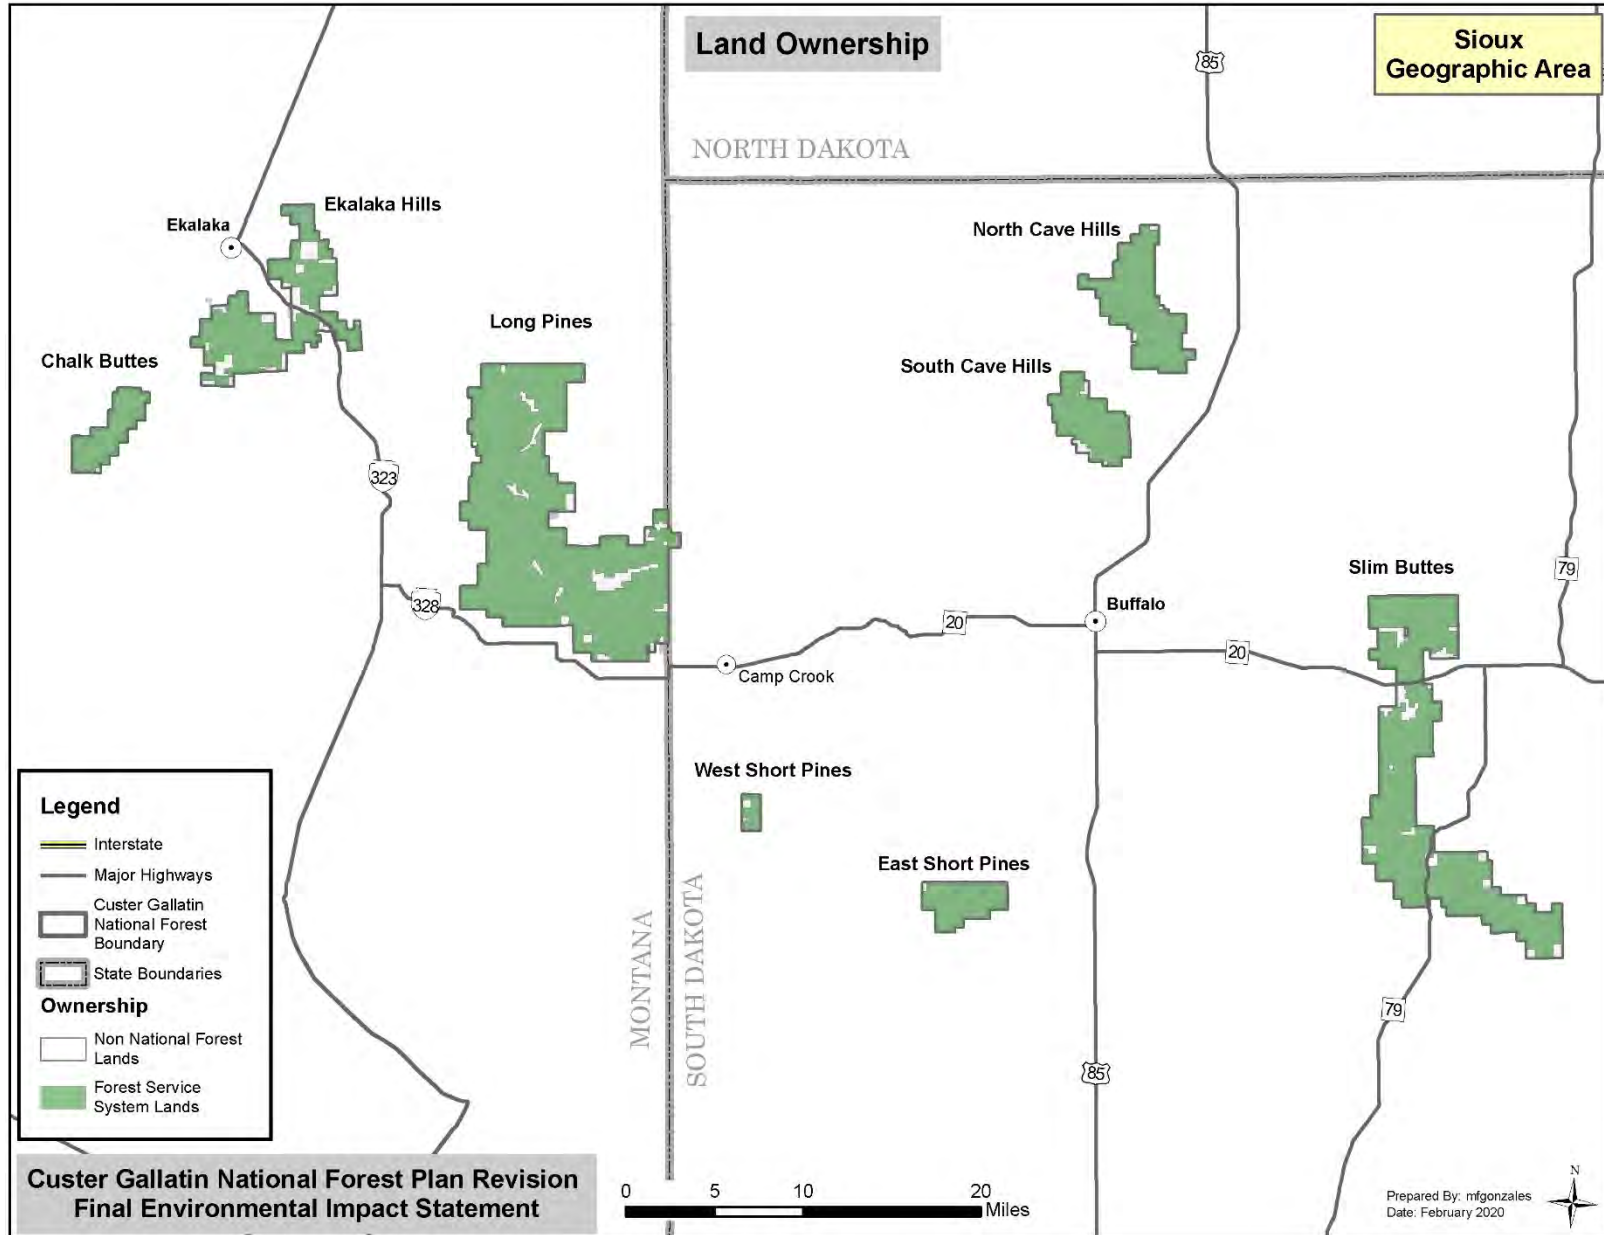 Land Ownership
Sioux
Geographic Area
85
NORTH DAKOTA
Ekalaka Hills
Ekalaka
North Cave Hills
Long Pines
Chalk Buttes
South Cave Hills
323
Slim Buttes
79
328
Buffalo
20
20
Camp Crook
West Short Pines
East Short Pines
MONTANA
SOUTH DAKOTA
79
85
Legend
Interstate
Major Highways
Custer Gallatin
National Forest
Boundary
State Boundaries
Ownership
Non National Forest
Lands
Forest Service
System Lands
Custer Gallatin National Forest Plan Revision
Final Environmental Impact Statement
0 5 10 20
Miles
Prepared By: mfgonzales
Date: February 2020
N